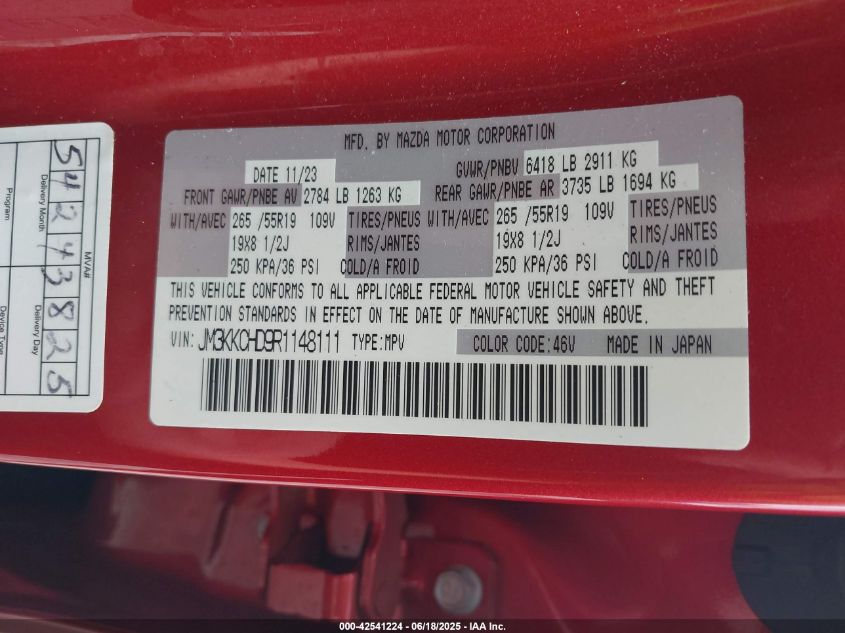 MFD. BY MAZDA MOTOR CORPORATION
DATE 11/23 GVWR/PNBV 6418 LB 2911 KG
FRONT GAWR/PNBE AV 2784 LB 1263 KG REAR GAWR/PNBE AR 3735 LB 1694 KG
WITH/AVEC 265 /55R19 109V TIRES/PNEUS WITH/AVEC 265 /55R19 109V TIRES/PNEUS
19X8 1/2J RIMS/JANTES 19X8 1/2J RIMS/JANTES
250 KPA/36 PSI COLD/A FROID 250 KPA/36 PSI COLD/A FROID
THIS VEHICLE CONFORMS TO ALL APPLICABLE FEDERAL MOTOR VEHICLE SAFETY AND THEFT
PREVENTION STANDARDS IN EFFECT ON THE DATE OF MANUFACTURE SHOWN ABOVE.
VIN: JM3KKCHD9R1148111 TYPE:MPV COLOR CODE:46V MADE IN JAPAN
MVA#
54243825
Delivery Month
Delivery Day
Program
Device Type
000-42541224 - 06/18/2025 - IAA Inc.